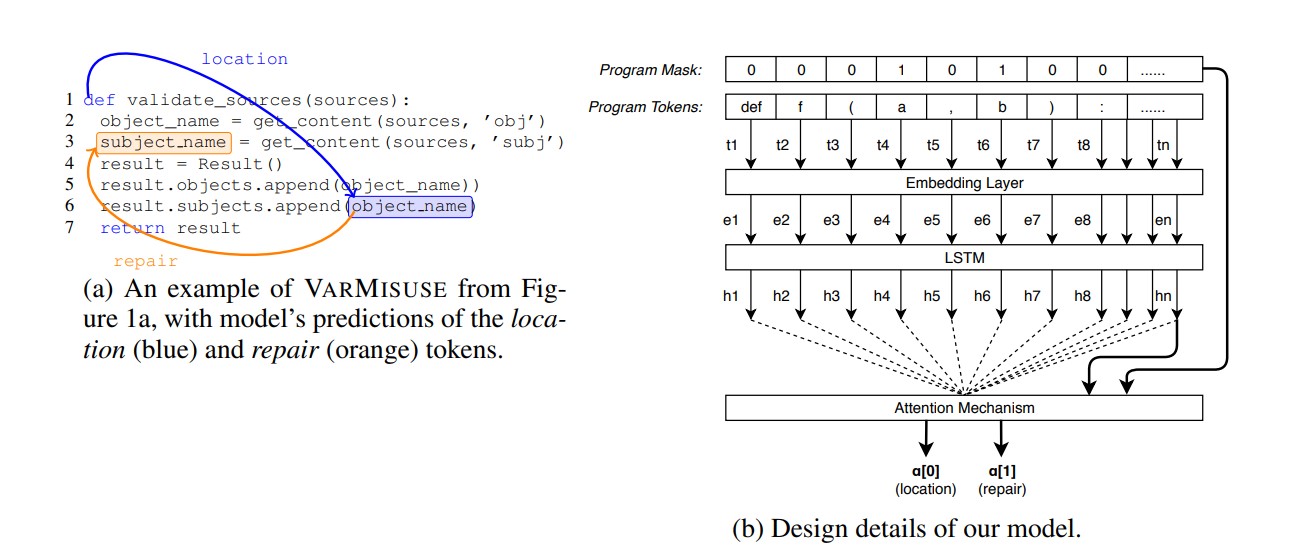 location
1 def validate_sources(sources):
2 object_name = get_content(sources, 'obj')
3 subject_name = get_content(sources, 'subj')
4 result = Result()
5 result.objects.append(object_name))
6 result.subjects.append(object_name)
7 return result
repair
(a) An example of VARMISUSE from Fig-
ure 1a, with model's predictions of the loca-
tion (blue) and repair (orange) tokens.
Program Mask: 0 0 0 1 0 1 0 0 ......
Program Tokens: def f ( a , b ) : ......
t1 t2 t3 t4 t5 t6 t7 t8 tn
Embedding Layer
e1 e2 e3 e4 e5 e6 e7 e8 en
LSTM
h1 h2 h3 h4 h5 h6 h7 h8 hn
Attention Mechanism
α[0] α[1]
(location) (repair)
(b) Design details of our model.